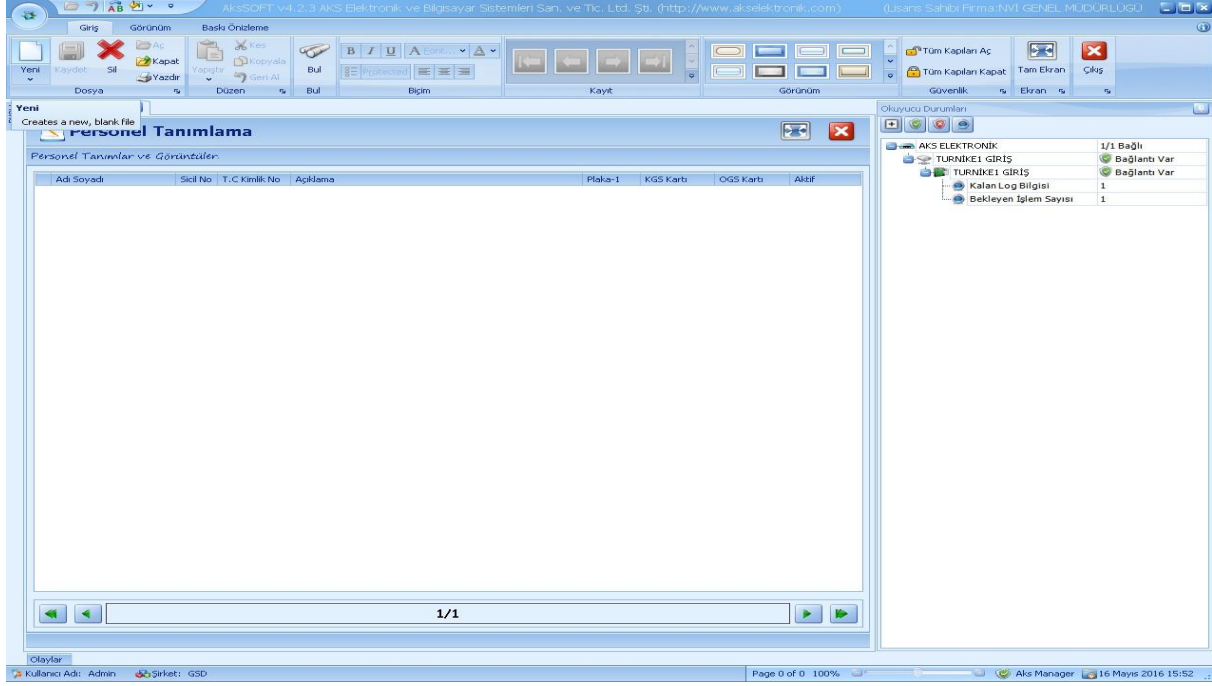 AksSOFT v4.2.3 AKS Elektronik ve Bilgisayar Sistemleri San. ve Tic. Ltd. Şti. (http://www.akselektronik.com) (Lisans Sahibi Firma:NVİ GENEL MÜDÜRLÜĞÜ
Giriş Görünüm Baskı Önizleme
Yeni Kaydet Sil Aç Kapat Yazdır
Yapıştır Kes Kopyala Geri Al
Bul
B I U A Font... A
Protected
Tüm Kapıları Aç
Tüm Kapıları Kapat
Tam Ekran Çıkış
Dosya Düzen Bul Biçim Kayıt Görünüm Güvenlik Ekran
Yeni
Creates a new, blank file
Personel Tanımlama
Personel Tanımlar ve Görüntüler.
Adı Soyadı Sicil No T.C Kimlik No Açıklama Plaka-1 KGS Kartı OGS Kartı Aktif
1/1
Okuyucu Durumları
AKS ELEKTRONİK 1/1 Bağlı
TURNİKE1 GİRİŞ Bağlantı Var
TURNİKE1 GİRİŞ Bağlantı Var
Kalan Log Bilgisi 1
Bekleyen İşlem Sayısı 1
Olaylar
Kullanıcı Adı: Admin Şirket: GSD Page 0 of 0 100% Aks Manager 16 Mayıs 2016 15:52